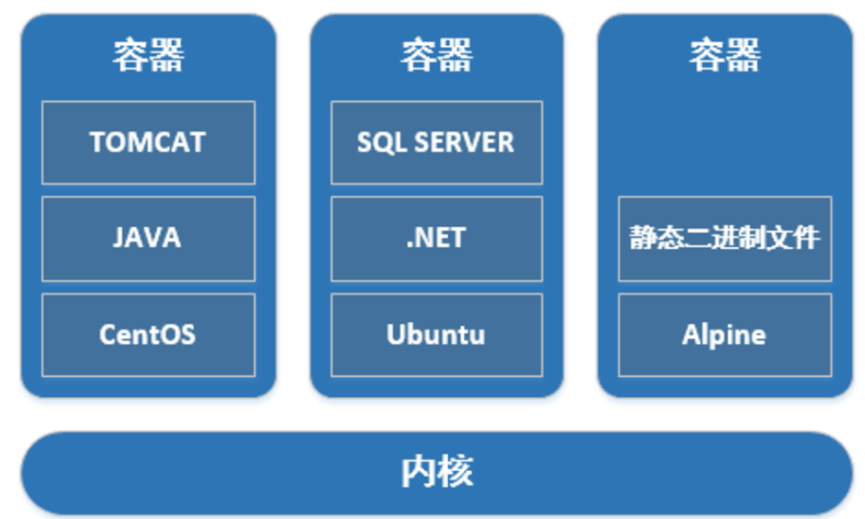 容器
TOMCAT
JAVA
CentOS
容器
SQL SERVER
.NET
Ubuntu
容器
静态二进制文件
Alpine
内核